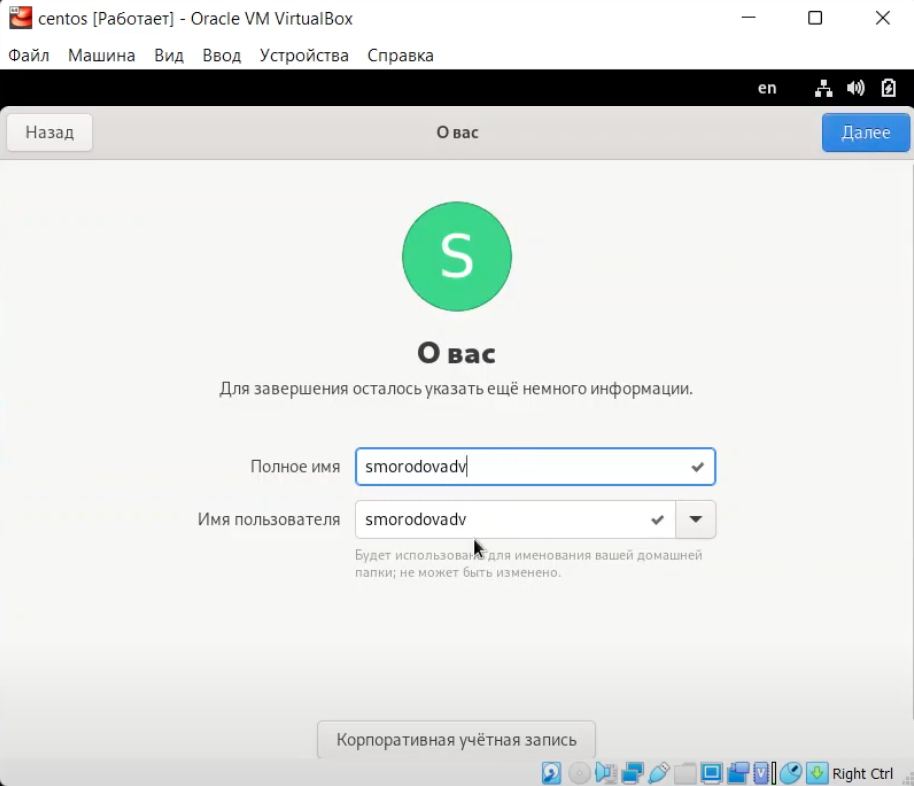 centos [Работает] - Oracle VM VirtualBox
Файл Машина Вид Ввод Устройства Справка
en
Назад О вас Далее
S
О вас
Для завершения осталось указать ещё немного информации.
Полное имя smorodovadv
Имя пользователя smorodovadv
Будет использовано для именования вашей домашней
папки; не может быть изменено.
Корпоративная учётная запись
Right Ctrl